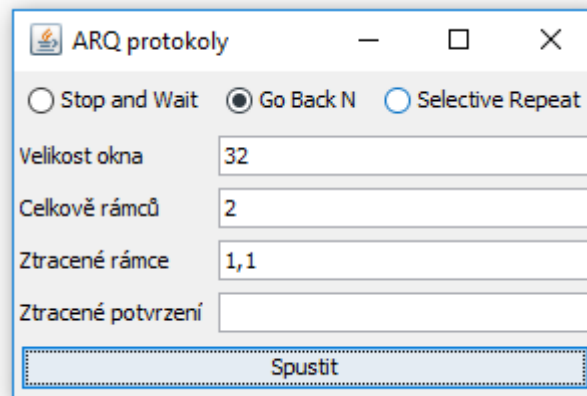 ARQ protokoly
Stop and Wait Go Back N Selective Repeat
Velikost okna 32
Celkově rámců 2
Ztracené rámce 1,1
Ztracené potvrzení
Spustit